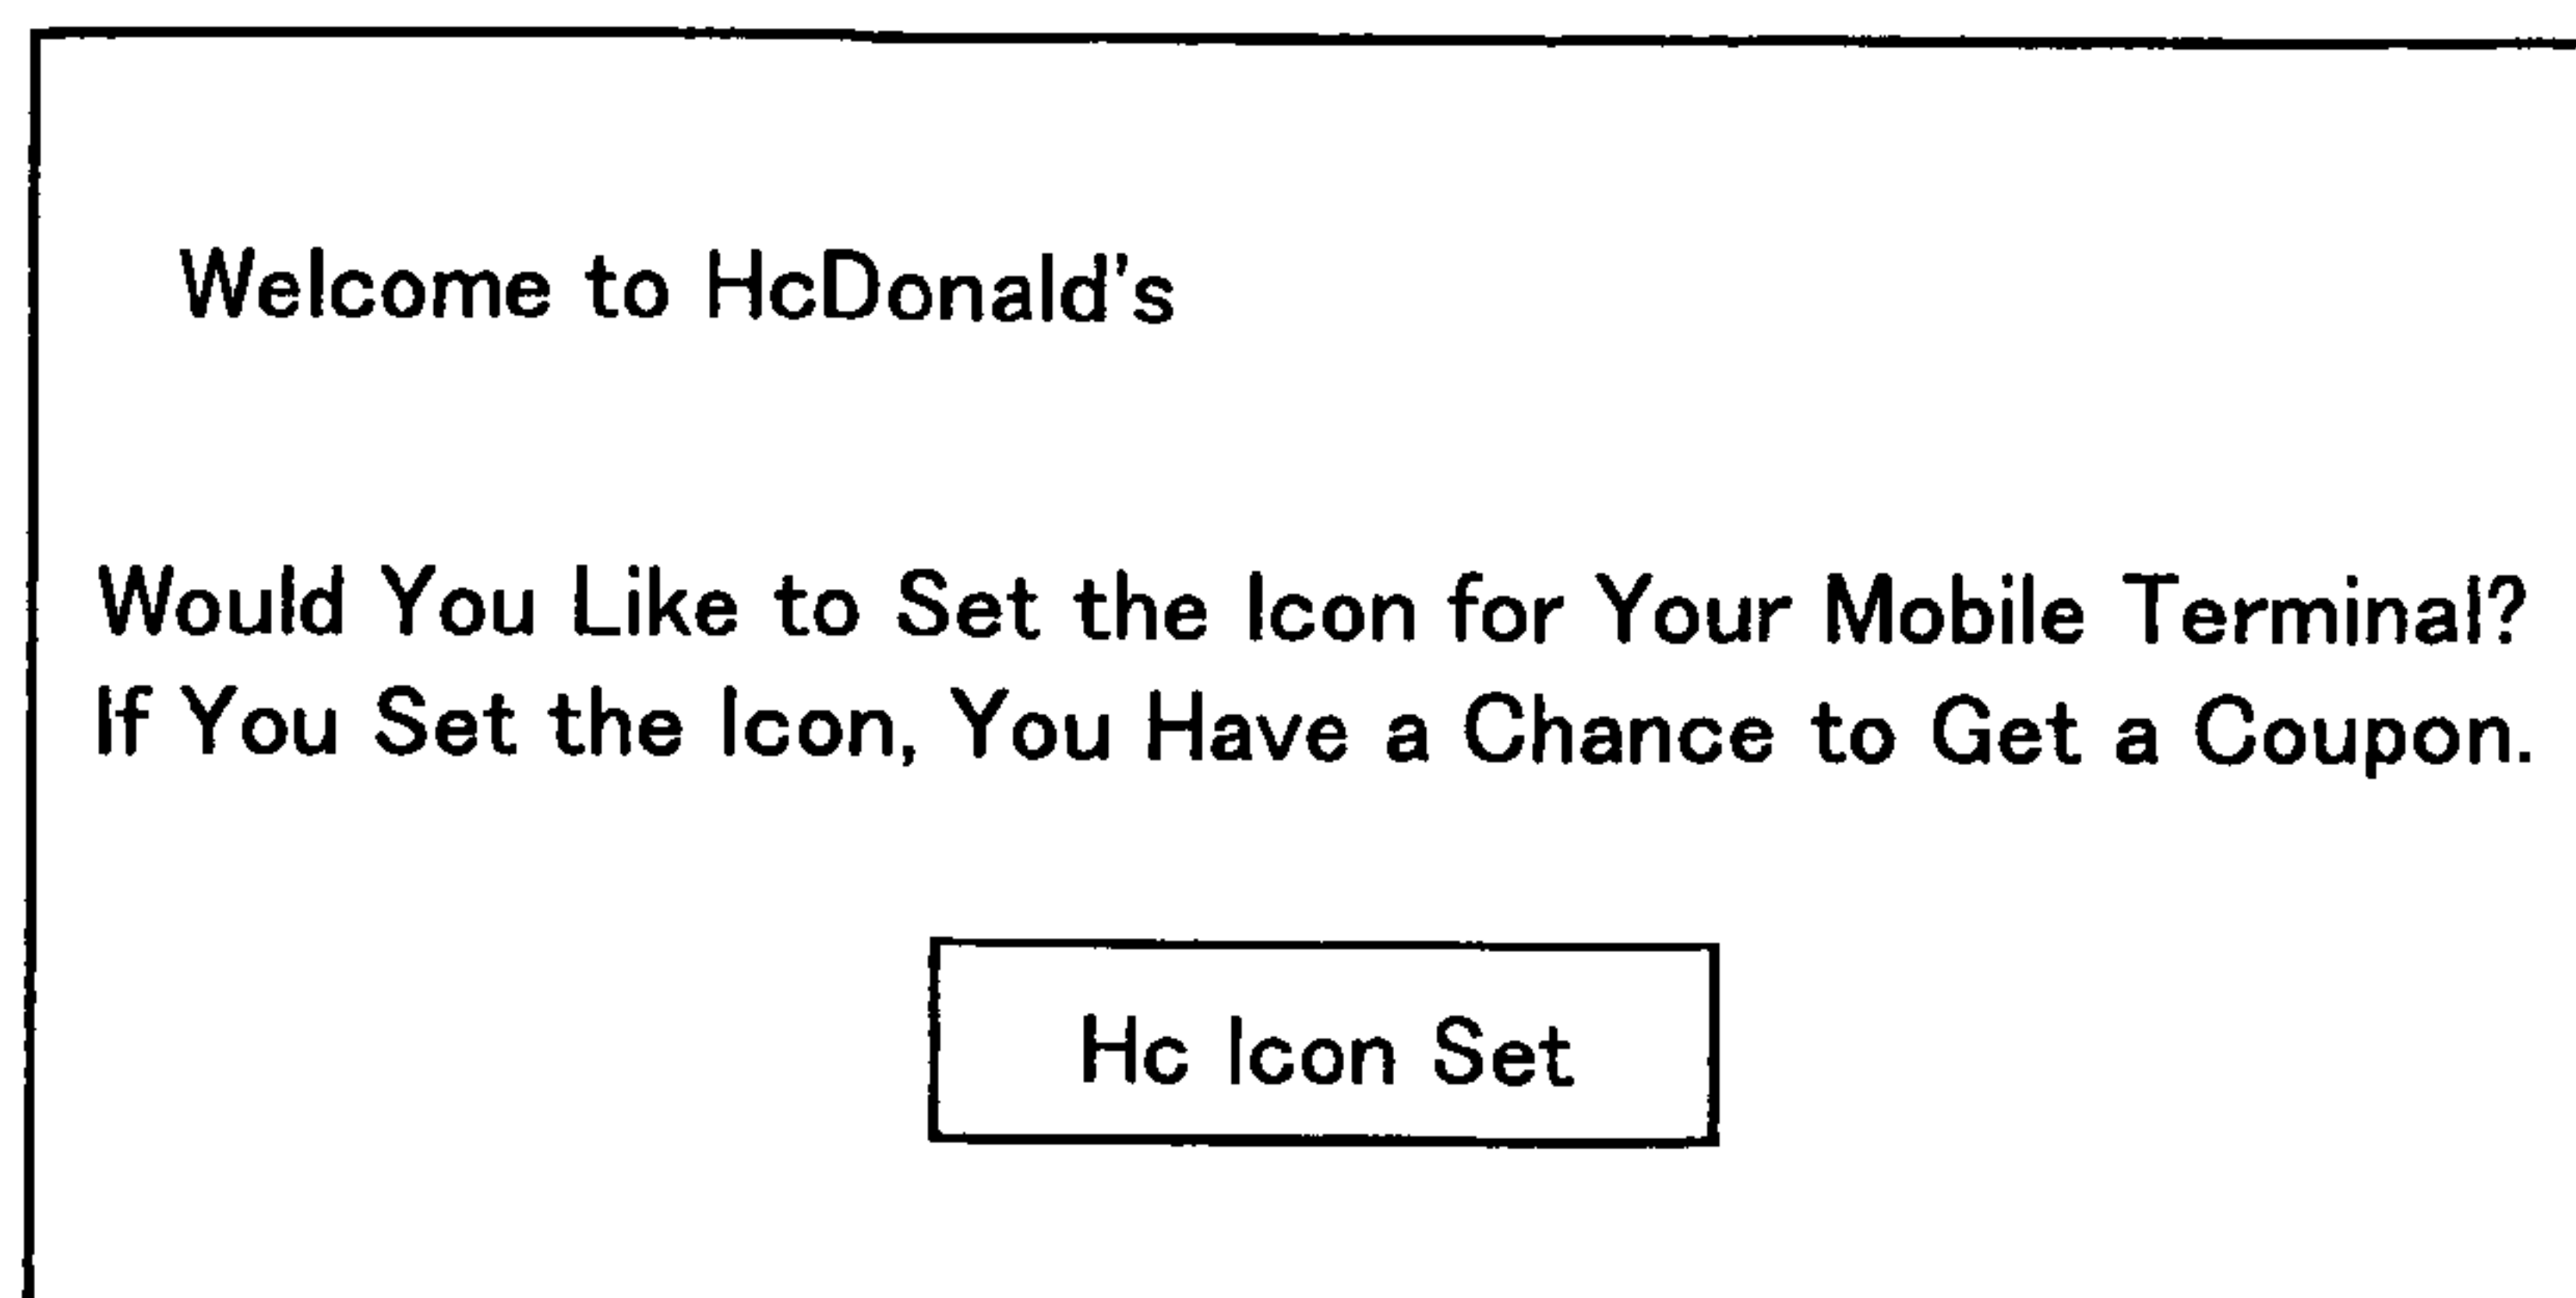 Welcome to HcDonald's
Would You Like to Set the Icon for Your Mobile Terminal?
If You Set the Icon, You Have a Chance to Get a Coupon.
Hc Icon Set